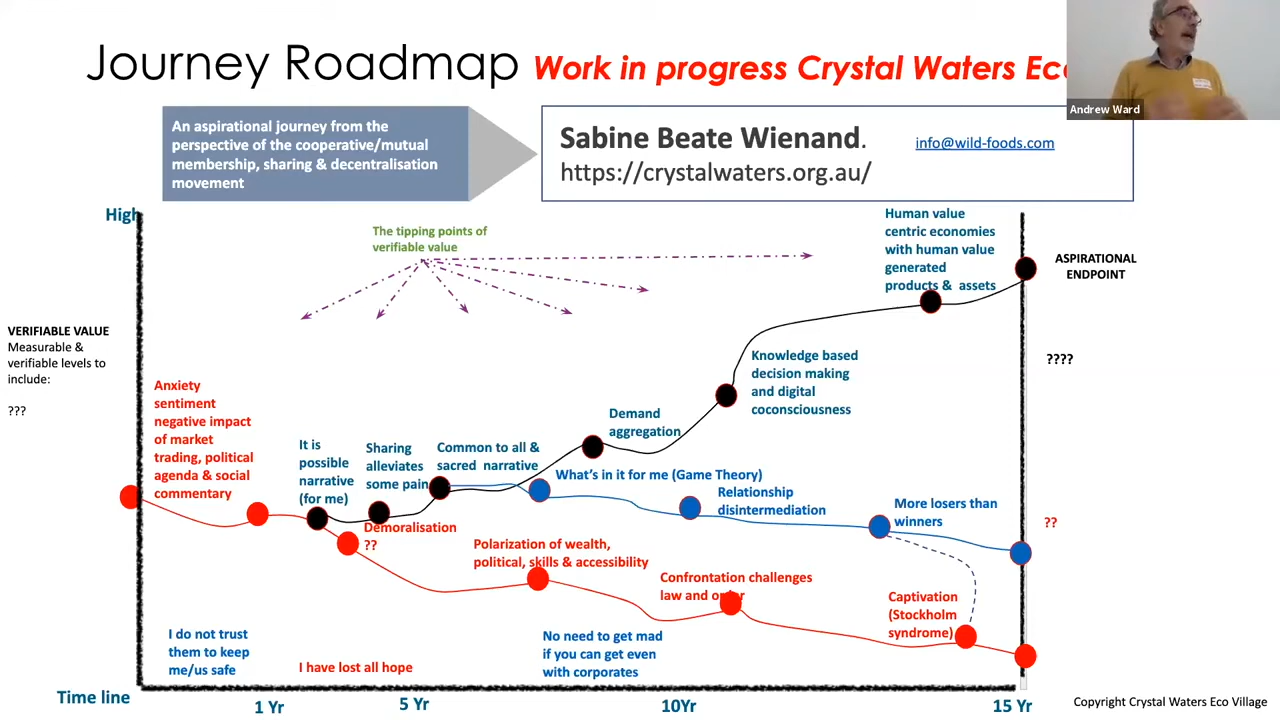 Journey Roadmap Work in progress Crystal Waters
Andrew Ward
An aspirational journey from the
perspective of the cooperative/mutual
membership, sharing & decentralisation
movement
Sabine Beate Wienand.
info@wild-foods.com
https://crystalwaters.org.au/
High
The tipping points of
verifiable value
Human value
centric economies
with human value
generated
products & assets
ASPIRATIONAL
ENDPOINT
VERIFIABLE VALUE
Measurable &
verifiable levels to
include:
???
????
Anxiety
sentiment
negative impact
of market
trading, political
agenda & social
commentary
It is
possible
narrative
(for me)
Sharing
alleviates
some pain
Common to all &
sacred narrative
Demand
aggregation
Knowledge based
decision making
and digital
coconsciousness
What's in it for me (Game Theory)
Relationship
disintermediation
More losers than
winners
??
Demoralisation
??
Polarization of wealth,
political, skills & accessibility
Confrontation challenges
law and order
Captivation
(Stockholm
syndrome)
I do not trust
them to keep
me/us safe
I have lost all hope
No need to get mad
if you can get even
with corporates
Time line
1 Yr
5 Yr
10Yr
15 Yr
Copyright Crystal Waters Eco Village